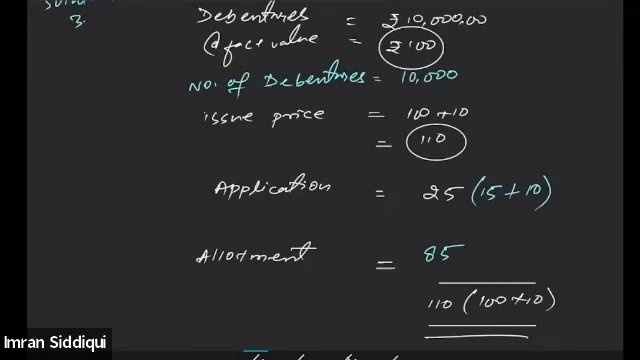 3.
Debentures = ₹10,000,00
@face value = ₹100
No. of Debentures = 10,000
issue price = 100+10
= 110
Application = 25 (15+10)
Allotment = 85
110 (100+10)
Imran Siddiqui